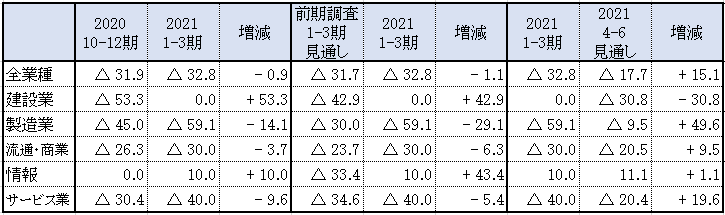 2020 10-12期 2021 1-3期 増減 前期調査 1-3期 見通し 2021 1-3期 増減 2021 1-3期 2021 4-6 見通し 増減
全業種 △ 31.9 △ 32.8 - 0.9 △ 31.7 △ 32.8 - 1.1 △ 32.8 △ 17.7 + 15.1
建設業 △ 53.3 0.0 + 53.3 △ 42.9 0.0 + 42.9 0.0 △ 30.8 - 30.8
製造業 △ 45.0 △ 59.1 - 14.1 △ 30.0 △ 59.1 - 29.1 △ 59.1 △ 9.5 + 49.6
流通・商業 △ 26.3 △ 30.0 - 3.7 △ 23.7 △ 30.0 - 6.3 △ 30.0 △ 20.5 + 9.5
情報 0.0 10.0 + 10.0 △ 33.4 10.0 + 43.4 10.0 11.1 + 1.1
サービス業 △ 30.4 △ 40.0 - 9.6 △ 34.6 △ 40.0 - 5.4 △ 40.0 △ 20.4 + 19.6